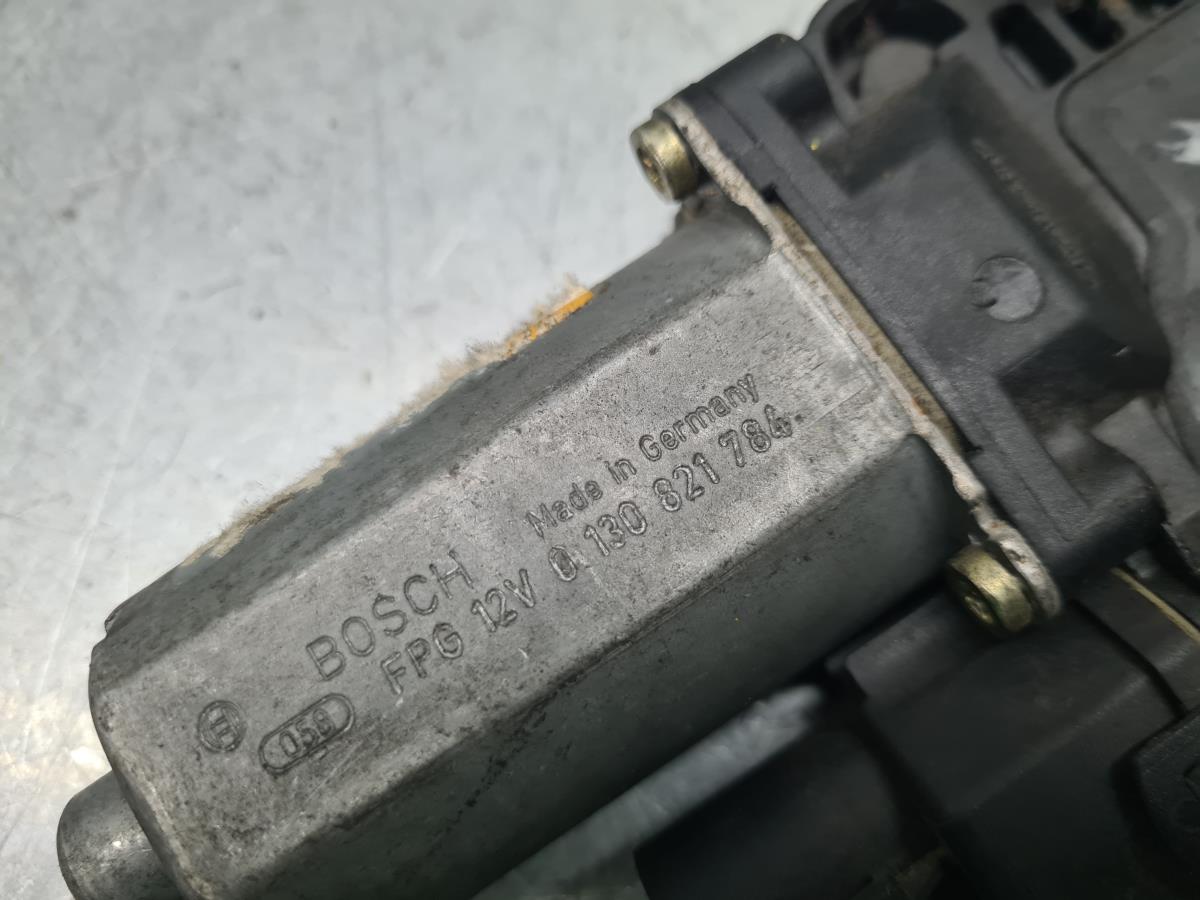 Made in Germany
BOSCH
FPG 12V 0 130 821 784
056